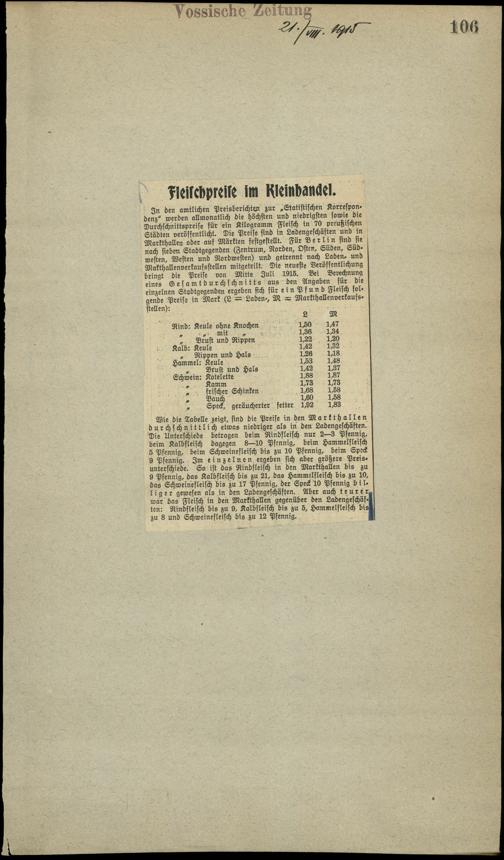 Vossische Zeitung
21./VIII. 1915
106
Fleischpreise im Kleinhandel.
In den amtlichen Preisberichten zur „Statistischen Korrespon-
denz“ werden allmonatlich die höchsten und niedrigsten sowie die
Durchschnittspreise für ein Kilogramm Fleisch in 70 preußischen
Städten veröffentlicht. Die Preise sind in Ladengeschäften und in
Markthallen oder auf Märkten festgestellt. Für Berlin sind sie
nach sieben Stadtgegenden (Zentrum, Norden, Osten, Süden, Süd-
westen, Westen und Nordwesten) und getrennt nach Laden- und
Markthallenverkaufsstellen mitgeteilt. Die neueste Veröffentlichung
bringt die Preise von Mitte Juli 1915. Bei Berechnung
eines Gesamtdurchschnitts aus den Angaben für die
einzelnen Stadtgegenden ergeben sich für ein Pfund Fleisch fol-
gende Preise in Mark (L = Laden-, M = Markthallenverkaufs-
stellen):
L M
Rind: Keule ohne Knochen 1,50 1,47
„ „ mit „ 1,36 1,34
„ Brust und Rippen 1,22 1,20
Kalb: Keule 1,42 1,32
„ Rippen und Hals 1,26 1,18
Hammel: Keule 1,53 1,48
„ Brust und Hals 1,42 1,37
Schwein: Kotelette 1,88 1,87
„ Kamm 1,73 1,73
„ frischer Schinken 1,68 1,58
„ Bauch 1,60 1,58
„ Speck, geräucherter fetter 1,92 1,83
Wie die Tabelle zeigt, sind die Preise in den Markthallen
durchschnittlich etwas niedriger als in den Ladengeschäften.
Die Unterschiede betragen beim Rindfleisch nur 2—3 Pfennig,
beim Kalbfleisch dagegen 8—10 Pfennig, beim Hammelfleisch
5 Pfennig, beim Schweinefleisch bis zu 10 Pfennig, beim Speck
9 Pfennig. Im einzelnen ergeben sich aber größere Preis-
unterschiede. So ist das Rindfleisch in den Markthallen bis zu
9 Pfennig, das Kalbfleisch bis zu 21, das Hammelfleisch bis zu 10,
das Schweinefleisch bis zu 17 Pfennig, der Speck 10 Pfennig bil-
liger gewesen als in den Ladengeschäften. Aber auch teurer
war das Fleisch in den Markthallen gegenüber den Ladengeschäf-
ten: Rindfleisch bis zu 9, Kalbfleisch bis zu 5, Hammelfleisch bis
zu 8 und Schweinefleisch bis zu 12 Pfennig.